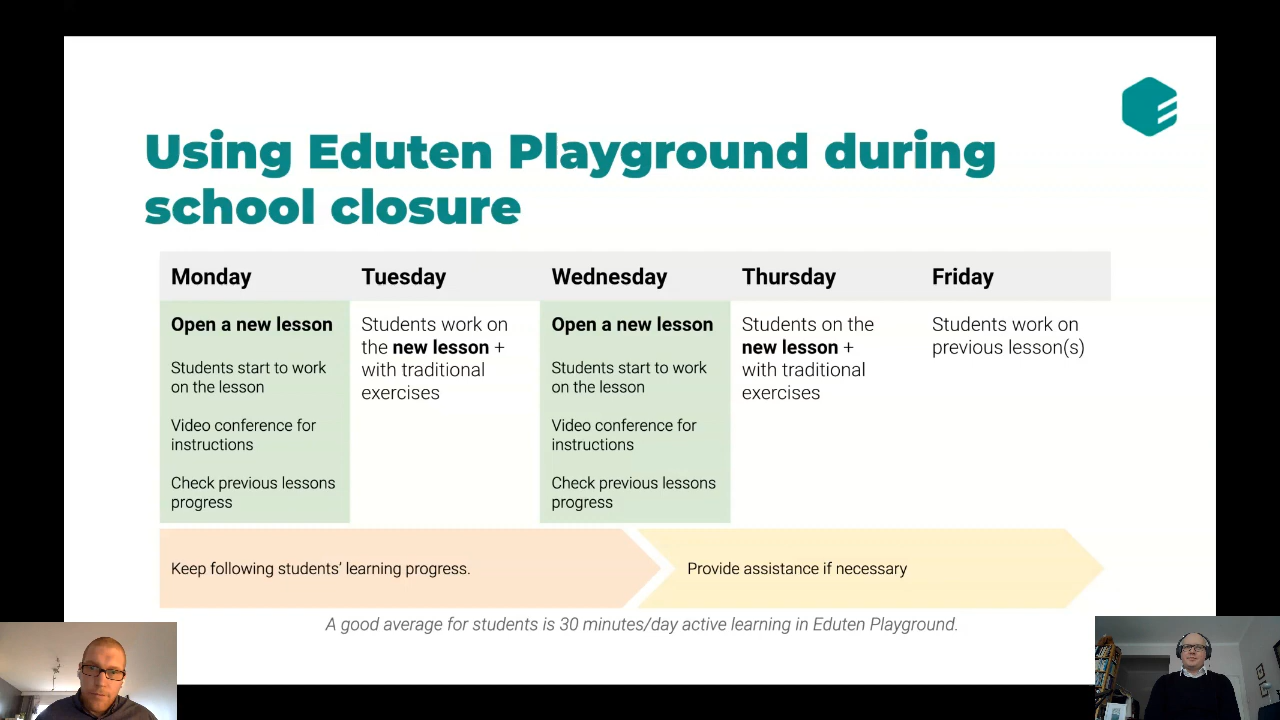 Using Eduten Playground during
school closure
Monday
Tuesday
Wednesday
Thursday
Friday
Open a new lesson
Students start to work
on the lesson
Video conference for
instructions
Check previous lessons
progress
Students work on
the new lesson +
with traditional
exercises
Open a new lesson
Students start to work
on the lesson
Video conference for
instructions
Check previous lessons
progress
Students on the
new lesson +
with traditional
exercises
Students work on
previous lesson(s)
Keep following students’ learning progress.
Provide assistance if necessary
A good average for students is 30 minutes/day active learning in Eduten Playground.